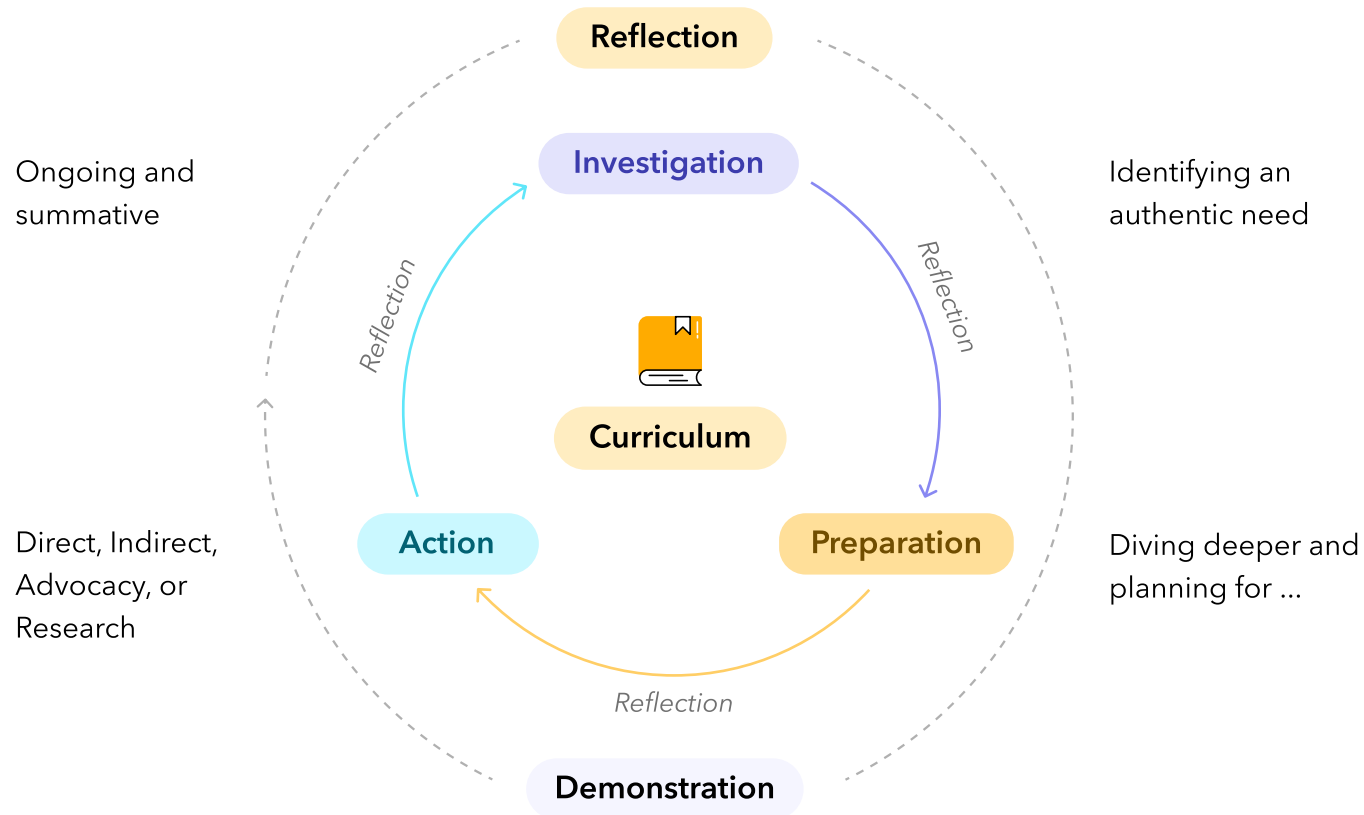 Reflection
Investigation
Ongoing and
summative
Identifying an
authentic need
Reflection
Reflection
Curriculum
Action
Preparation
Direct, Indirect,
Advocacy, or
Research
Diving deeper and
planning for ...
Reflection
Demonstration